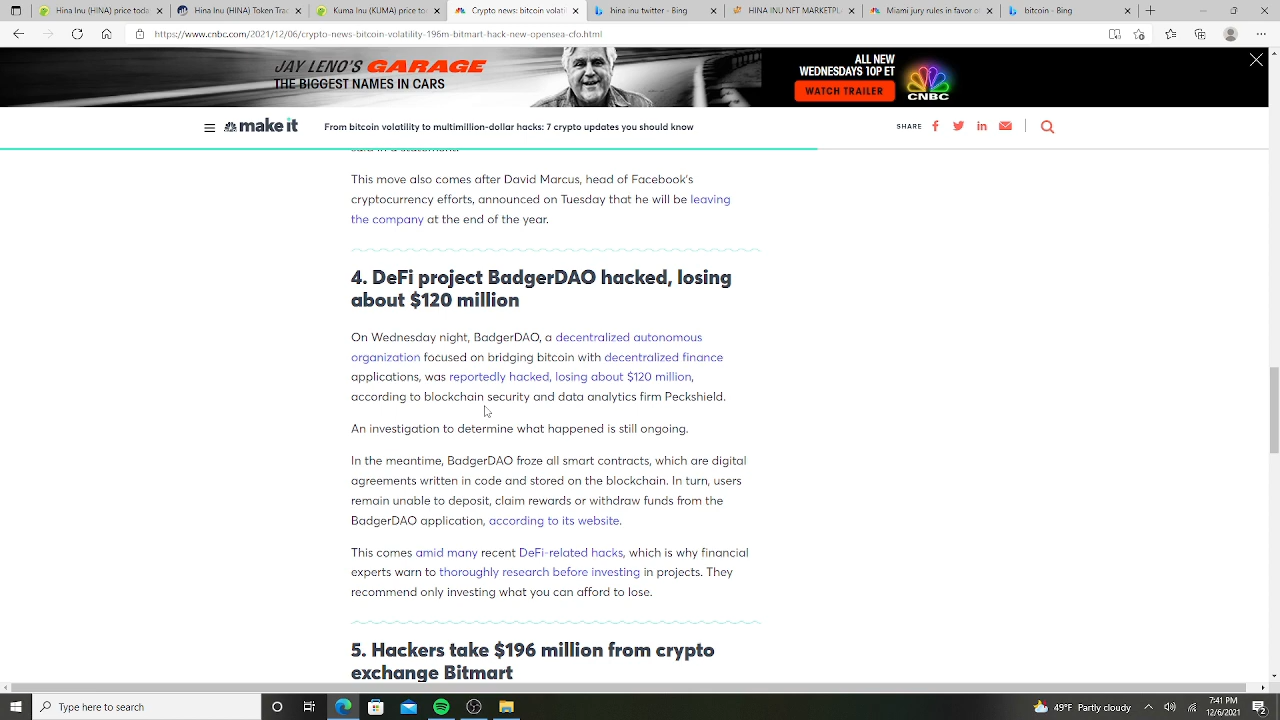 Hina Inu (HINA) price tod
Hina Inu (HINA) Token Tra
Kuma Inu (KUMA) price tod
Crypto news: bitcoin volati
hina inu twitter - Bing
HINA INU NFT MARKETPL
Miami jury rules in favor o
bitcoin - Bing
https://www.cnbc.com/2021/12/06/crypto-news-bitcoin-volatility-196m-bitmart-hack-new-opensea-cfo.html
JAY LENO'S GARAGE
THE BIGGEST NAMES IN CARS
ALL NEW
WEDNESDAYS 10P ET
WATCH TRAILER
CNBC
make it
From bitcoin volatility to multimillion-dollar hacks: 7 crypto updates you should know
SHARE
This move also comes after David Marcus, head of Facebook's
cryptocurrency efforts, announced on Tuesday that he will be leaving
the company at the end of the year.
4. DeFi project BadgerDAO hacked, losing
about $120 million
On Wednesday night, BadgerDAO, a decentralized autonomous
organization focused on bridging bitcoin with decentralized finance
applications, was reportedly hacked, losing about $120 million,
according to blockchain security and data analytics firm Peckshield.
An investigation to determine what happened is still ongoing.
In the meantime, BadgerDAO froze all smart contracts, which are digital
agreements written in code and stored on the blockchain. In turn, users
remain unable to deposit, claim rewards or withdraw funds from the
BadgerDAO application, according to its website.
This comes amid many recent DeFi-related hacks, which is why financial
experts warn to thoroughly research before investing in projects. They
recommend only investing what you can afford to lose.
5. Hackers take $196 million from crypto
exchange Bitmart
Type here to search
49°F Partly cloudy
7:41 PM
12/6/2021